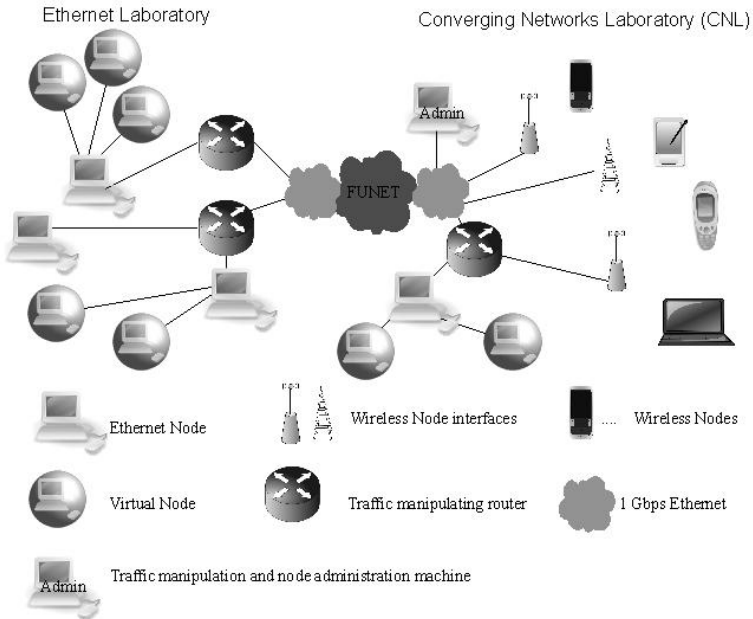 Ethernet Laboratory
Converging Networks Laboratory (CNL)
Admin
FUNET
Ethernet Node
Wireless Node interfaces
.... Wireless Nodes
Virtual Node
Traffic manipulating router
1 Gbps Ethernet
Admin
Traffic manipulation and node administration machine